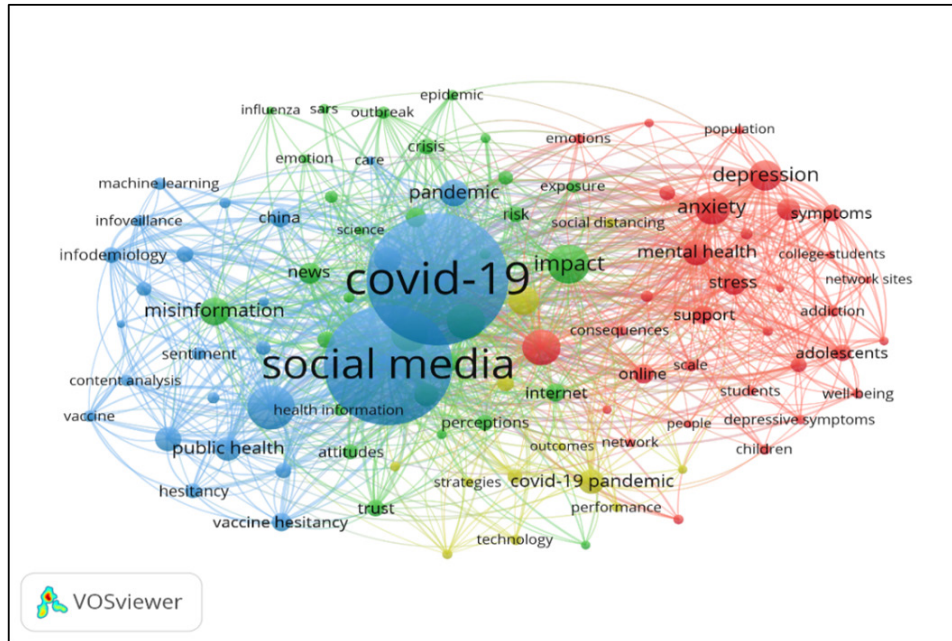 epidemic
influenza
sars
outbreak
emotions
population
crisis
emotion
care
depression
machine learning
pandemic
exposure
anxiety
symptoms
infoveillance
china
risk
social distancing
science
mental health
college-students
infodemiology
news
impact
network sites
covid-19
stress
misinformation
support
addiction
consequences
sentiment
social media
online
scale
adolescents
content analysis
internet
students
well-being
vaccine
health information
perceptions
people
depressive symptoms
public health
attitudes
outcomes
network
children
hesitancy
strategies
covid-19 pandemic
trust
performance
vaccine hesitancy
technology
VOSviewer